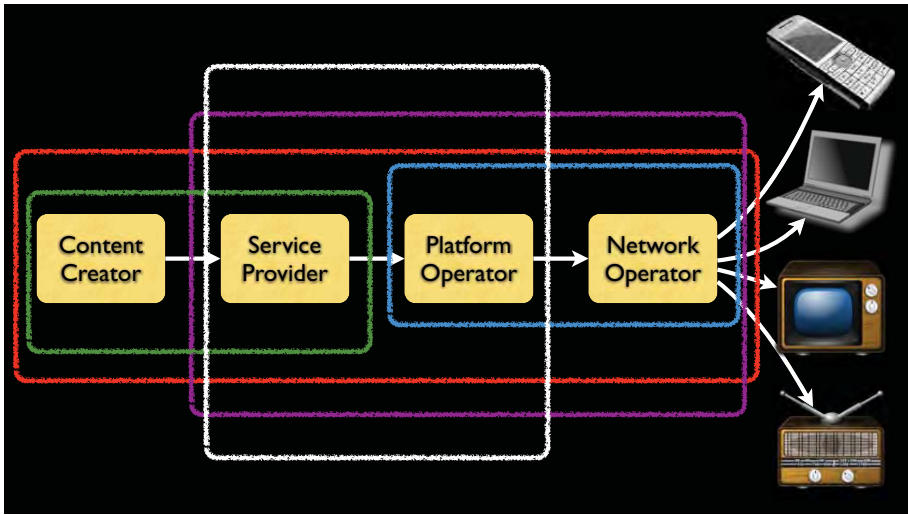 Content
Creator
Service
Provider
Platform
Operator
Network
Operator